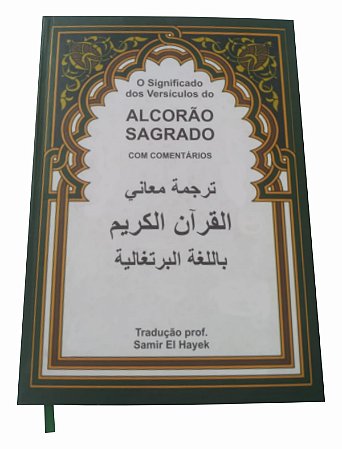 O Significado
dos Versículos do
ALCORÃO
SAGRADO
COM COMENTÁRIOS
ترجمة معاني
القرآن الكريم
باللغة البرتغالية
Tradução prof.
Samir El Hayek